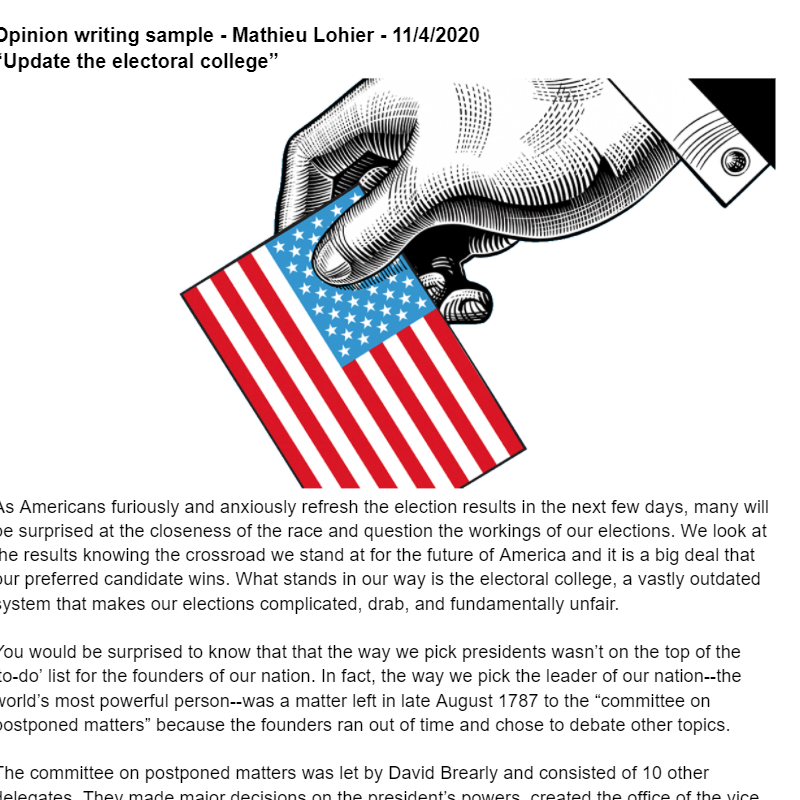 Opinion writing sample - Mathieu Lohier - 11/4/2020
“Update the electoral college”
As Americans furiously and anxiously refresh the election results in the next few days, many will
be surprised at the closeness of the race and question the workings of our elections. We look at
the results knowing the crossroad we stand at for the future of America and it is a big deal that
our preferred candidate wins. What stands in our way is the electoral college, a vastly outdated
system that makes our elections complicated, drab, and fundamentally unfair.
You would be surprised to know that that the way we pick presidents wasn’t on the top of the
‘to-do’ list for the founders of our nation. In fact, the way we pick the leader of our nation--the
world’s most powerful person--was a matter left in late August 1787 to the “committee on
postponed matters” because the founders ran out of time and chose to debate other topics.
The committee on postponed matters was let by David Brearly and consisted of 10 other
delegates. They made major decisions on the president’s powers, created the office of the vice